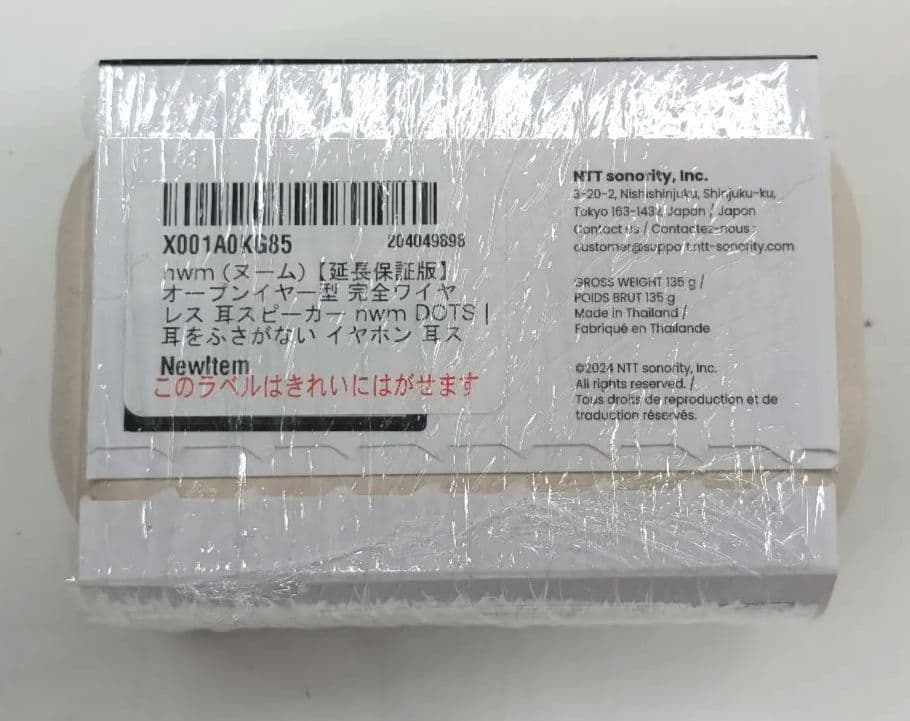 X001A0KG85
204049898
nwm (ヌーム)【延長保証版】
オープンイヤー型 完全ワイヤ
レス 耳スピーカー nwm DOTS |
耳をふさがない イヤホン 耳ス
NewItem
このラベルはきれいにはがせます
NTT sonority, Inc.
3-20-2, Nishishinjuku, Shinjuku-ku,
Tokyo 163-1432, Japan / Japon
Contact us / Contactez-nous :
customer@support.ntt-sonority.com
GROSS WEIGHT 135 g /
POIDS BRUT 135 g
Made in Thailand /
Fabriqué en Thaïlande
©2024 NTT sonority, Inc.
All rights reserved. /
Tous droits de reproduction et de
traduction réservés.